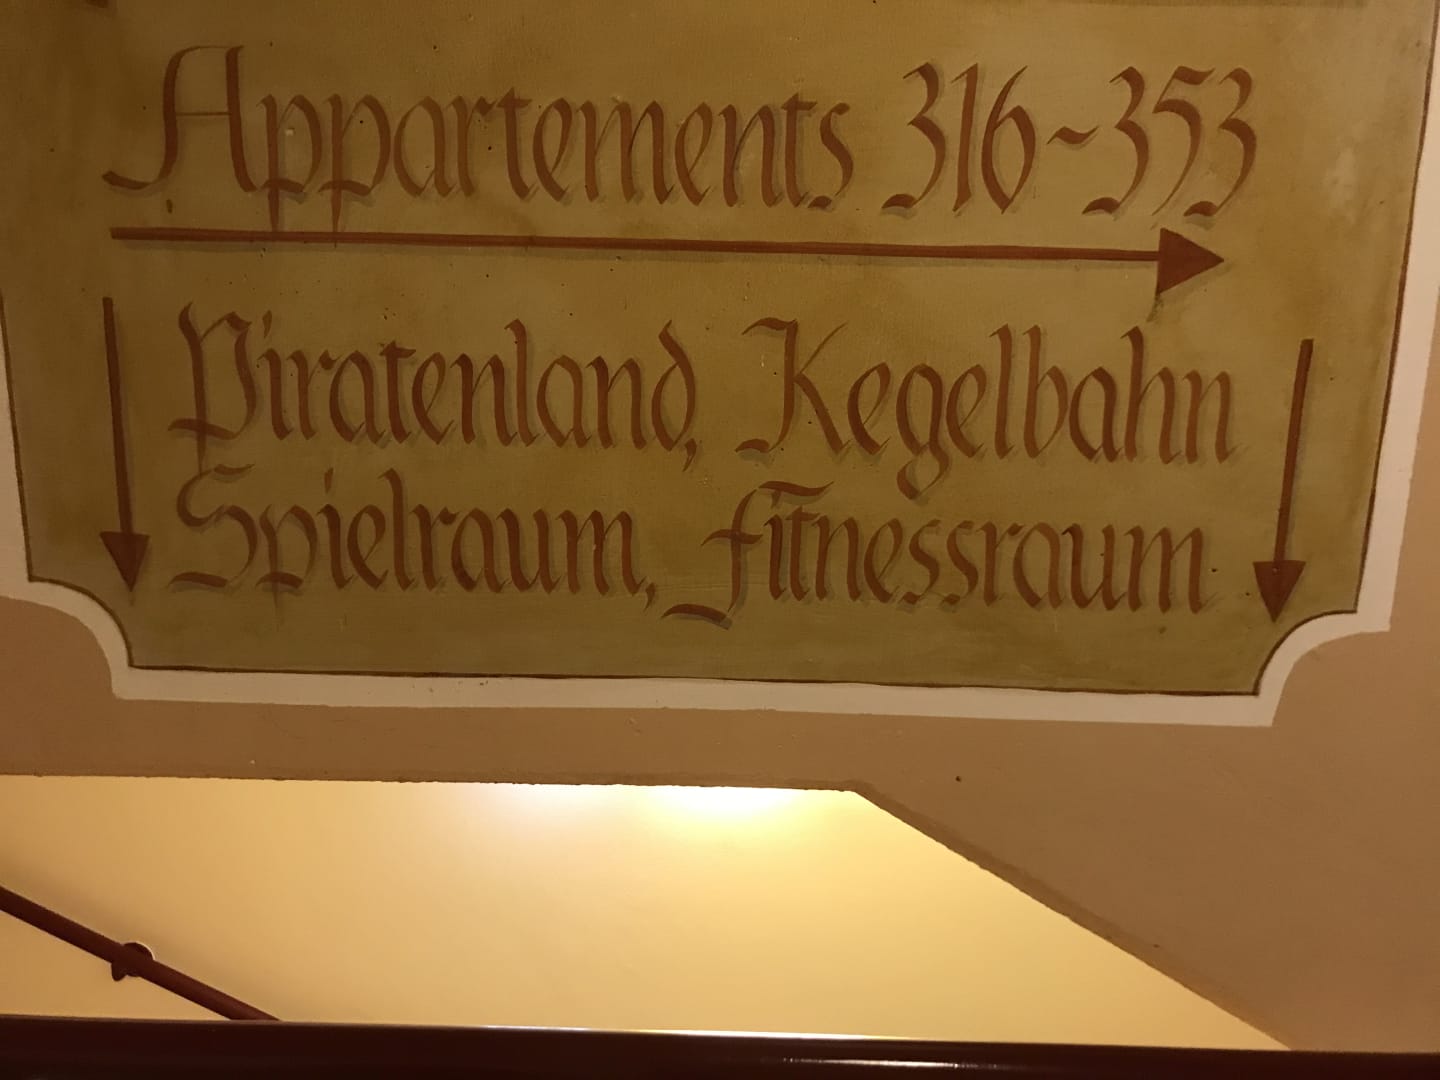 Appartements 316~353
Piratenland, Kegelbahn
Spielraum, Fitnessraum